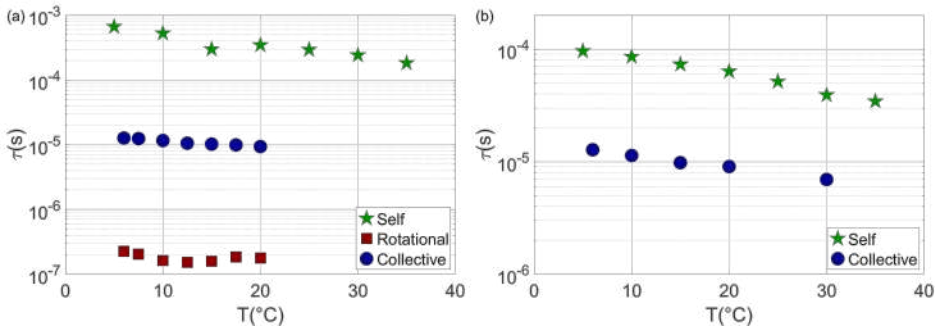 (a)
10⁻³
10⁻⁴
10⁻⁵
10⁻⁶
10⁻⁷
τ(s)
0 10 20 30 40
T(°C)
Self
Rotational
Collective
(b)
10⁻⁴
10⁻⁵
10⁻⁶
τ(s)
0 10 20 30 40
T(°C)
Self
Collective